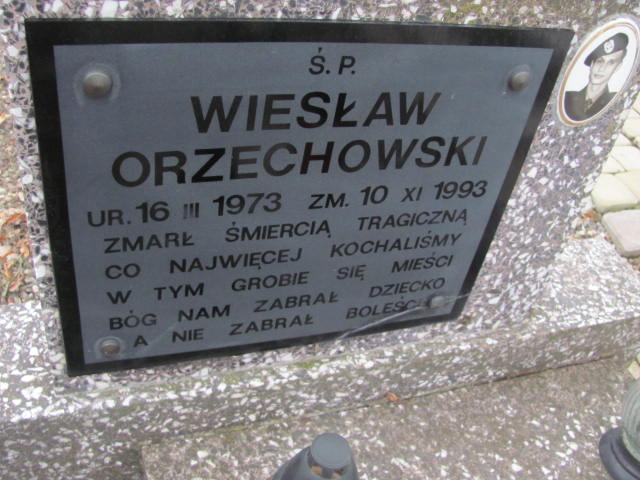 Ś. P.
WIESŁAW
ORZECHOWSKI
UR. 16 III 1973 ZM. 10 XI 1993
ZMARŁ ŚMIERCIĄ TRAGICZNĄ
CO NAJWIĘCEJ KOCHALIŚMY
W TYM GROBIE SIĘ MIEŚCI
BÓG NAM ZABRAŁ DZIECKO
A NIE ZABRAŁ BOLEŚCI